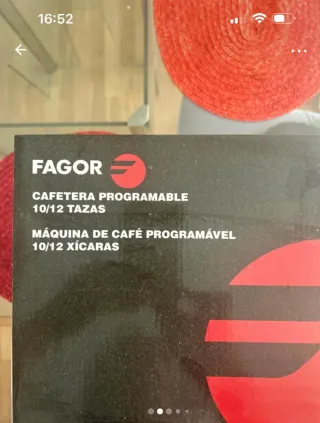 16:52
FAGOR
CAFETERA PROGRAMABLE
10/12 TAZAS
MÁQUINA DE CAFÉ PROGRAMÁVEL
10/12 XÍCARAS